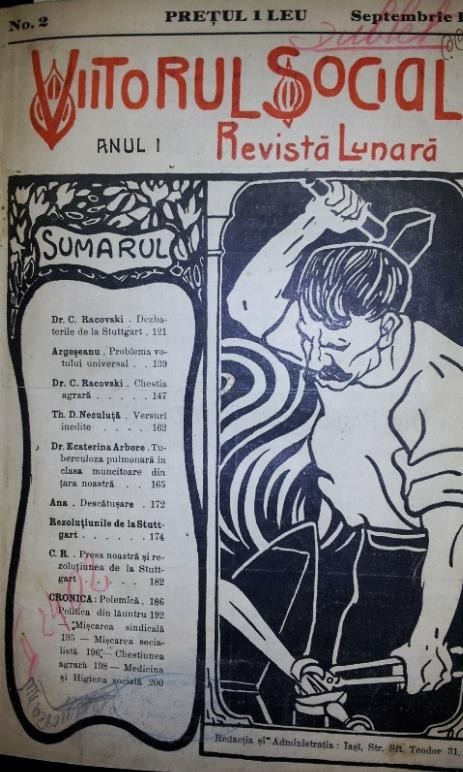 No. 2 PREȚUL 1 LEU Septembrie
Dublet
VIITORUL SOCIAL
ANUL I Revistă Lunară
SUMARUL
Dr. C. Racovski . Dezba-
terile de la Stuttgart . 121
Argeșeanu . Problema vo-
tului universal . . . 139
Dr. C. Racovski . Chestia
agrară . . . . . 147
Th. D. Neculuță . Versuri
inedite . . . . . 162
Dr. Ecaterina Arbore . Tu-
berculoza pulmonară în
clasa muncitoare din
țara noastră . . 165
Ana . Descătușare . 172
Rezoluțiunile de la Stutt-
gart . . . . . . 174
C. R. . Presa noastră și re-
zoluțiunea de la Stutt-
gart . . . . 182
CRONICA: Polemică. 186
Politica din lăuntru 192
— Mișcarea sindicală
195 — Mișcarea socia-
listă 196 — Chestiunea
agrară 198 — Medicina
și Higiena socială 200
Redacția și Administrația : Iași, Str. Sft. Teodor 31,